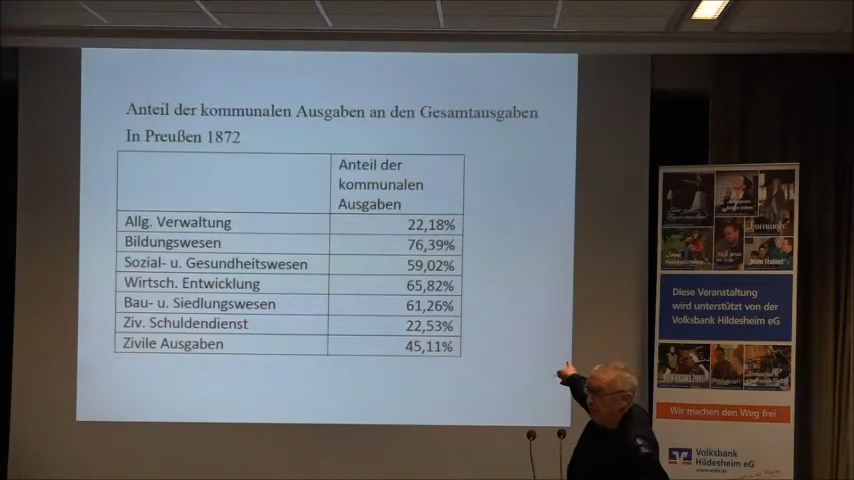 Anteil der kommunalen Ausgaben an den Gesamtausgaben
In Preußen 1872
Anteil der
kommunalen
Ausgaben
Allg. Verwaltung 22,18%
Bildungswesen 76,39%
Sozial- u. Gesundheitswesen 59,02%
Wirtsch. Entwicklung 65,82%
Bau- u. Siedlungswesen 61,26%
Ziv. Schuldendienst 22,53%
Zivile Ausgaben 45,11%
Diese Veranstaltung
wird unterstützt von der
Volksbank Hildesheim eG
Wir machen den Weg frei
Volksbank
Hildesheim eG